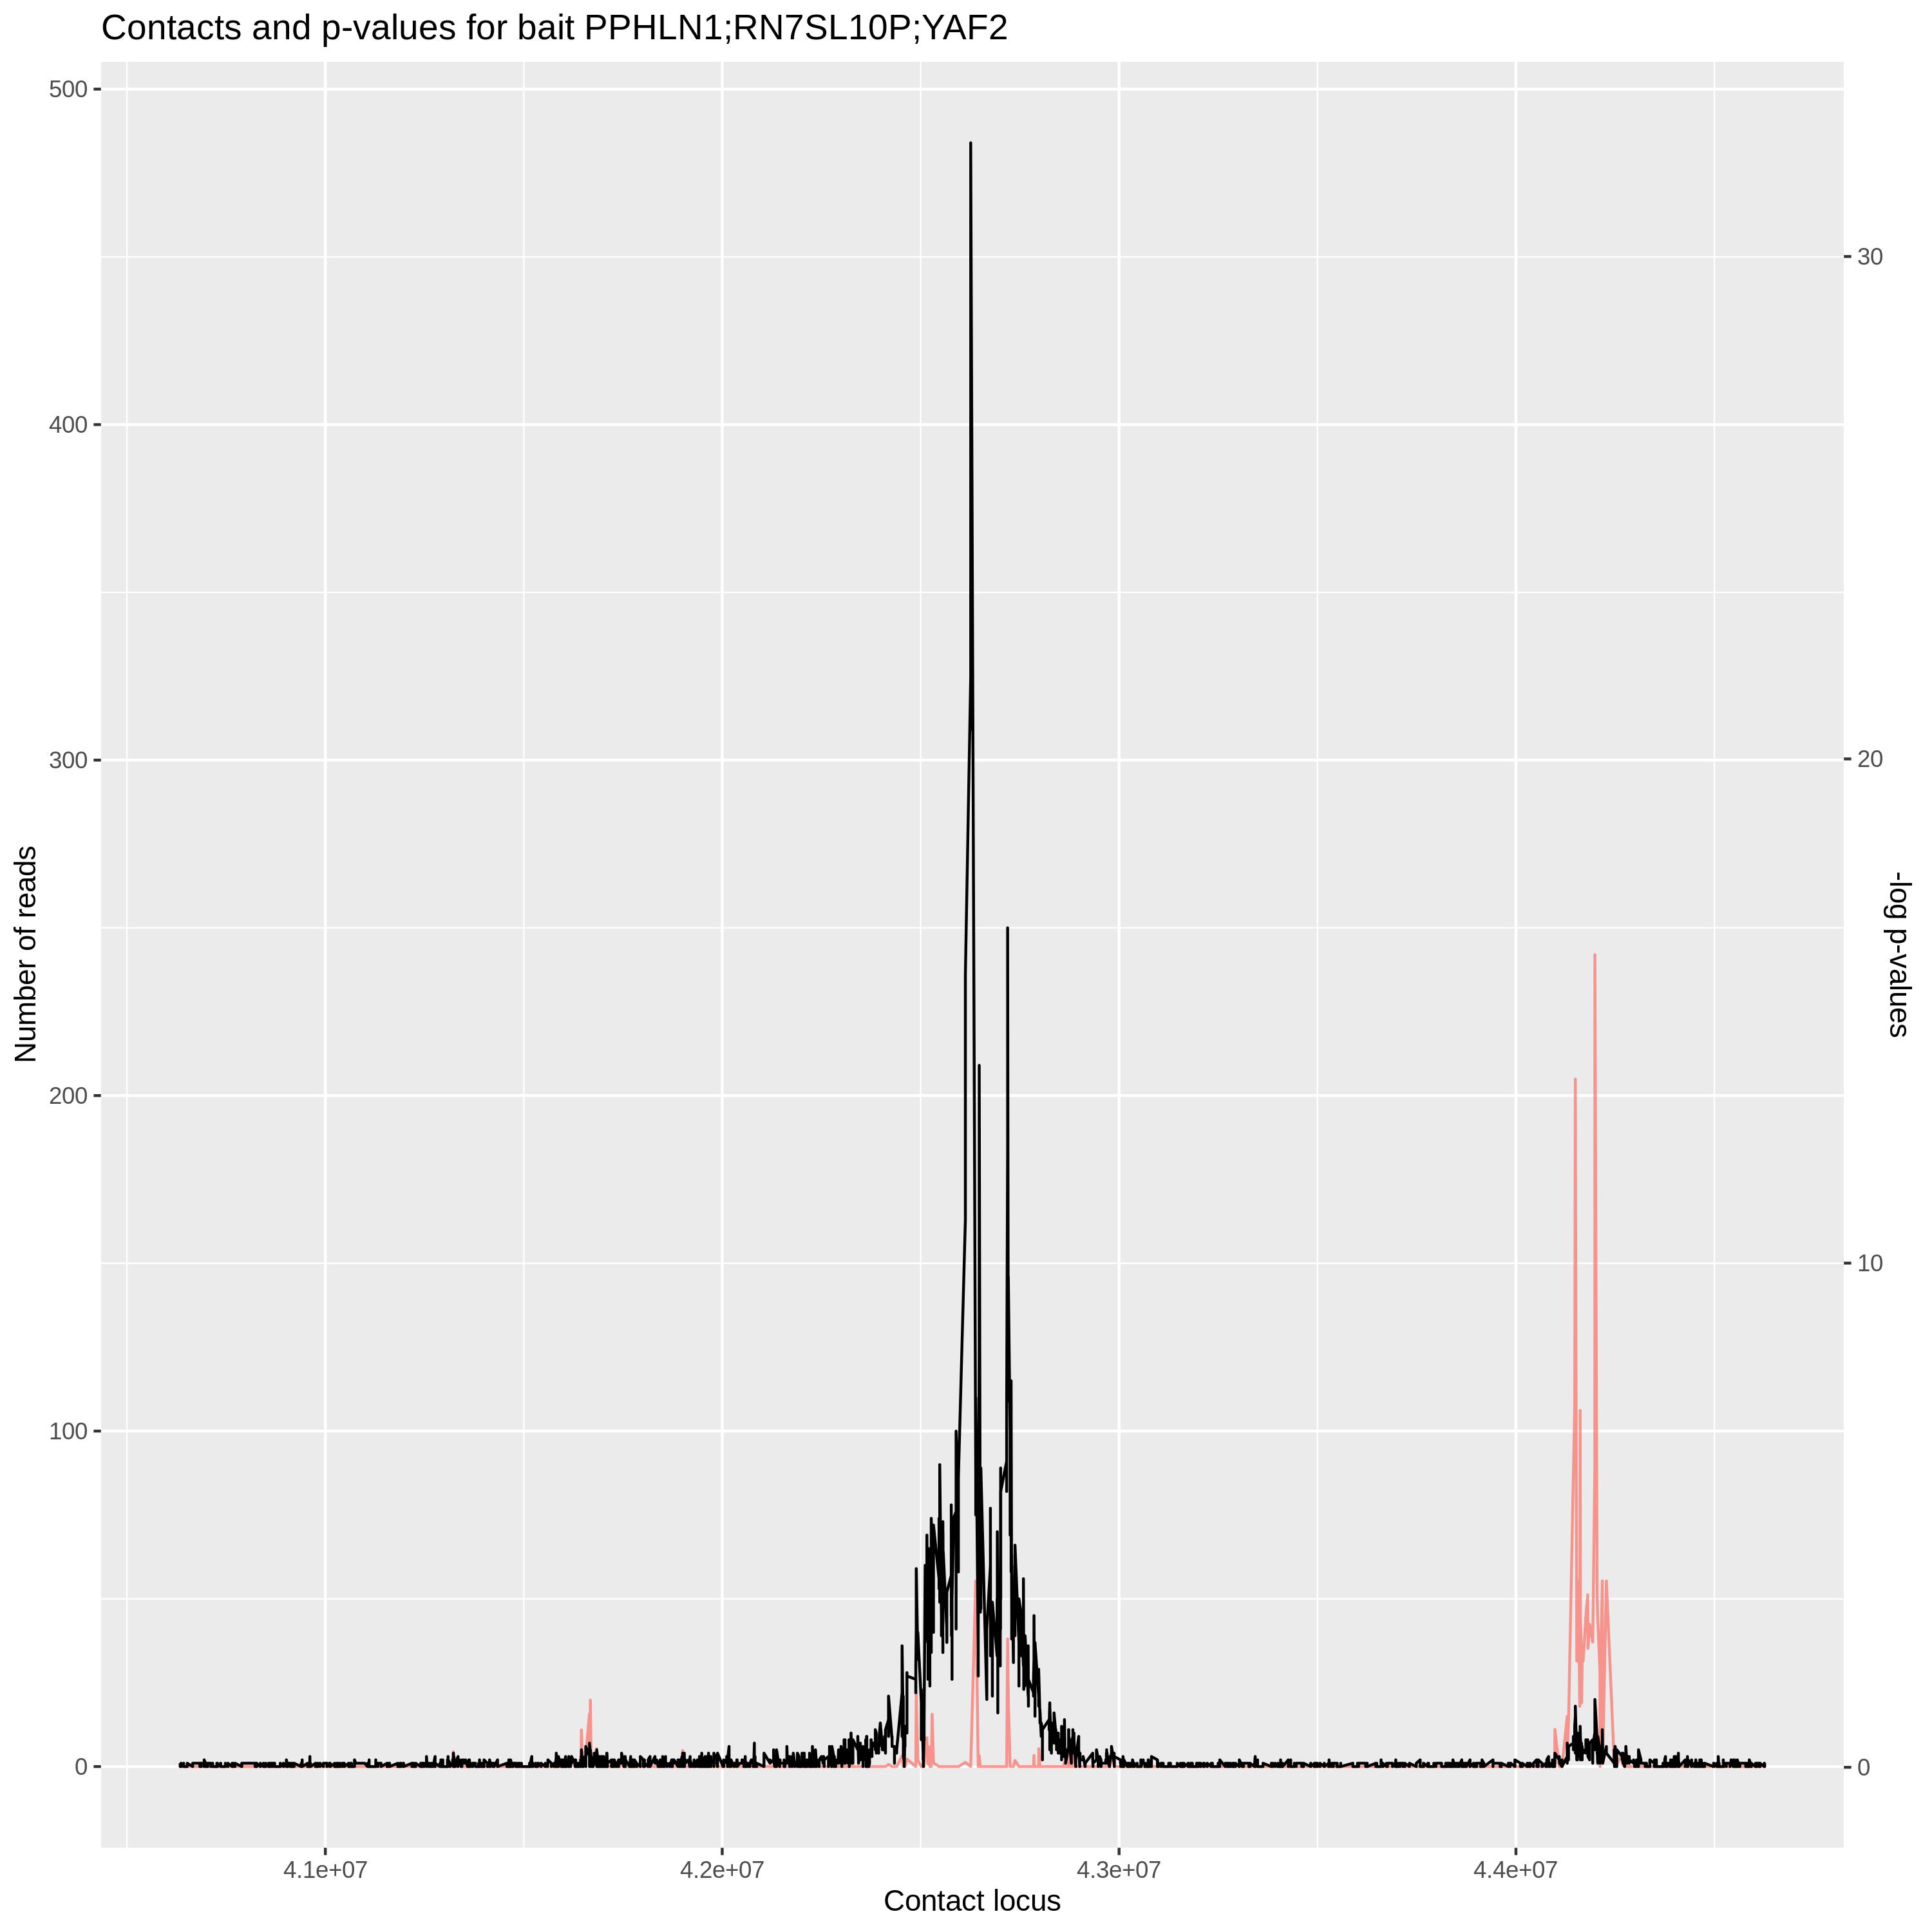 Contacts and p-values for bait PPHLN1;RN7SL10P;YAF2
500
400
300
200
100
0
Number of reads
30
20
10
0
-log p-values
4.1e+07 4.2e+07 4.3e+07 4.4e+07
Contact locus